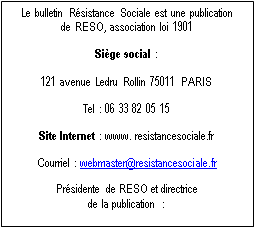 Le bulletin Résistance Sociale est une publication
de RESO, association loi 1901
Siège social :
121 avenue Ledru Rollin 75011 PARIS
Tel : 06 33 82 05 15
Site Internet : www. resistancesociale.fr
Courriel : webmaster@resistancesociale.fr
Présidente de RESO et directrice
de la publication :